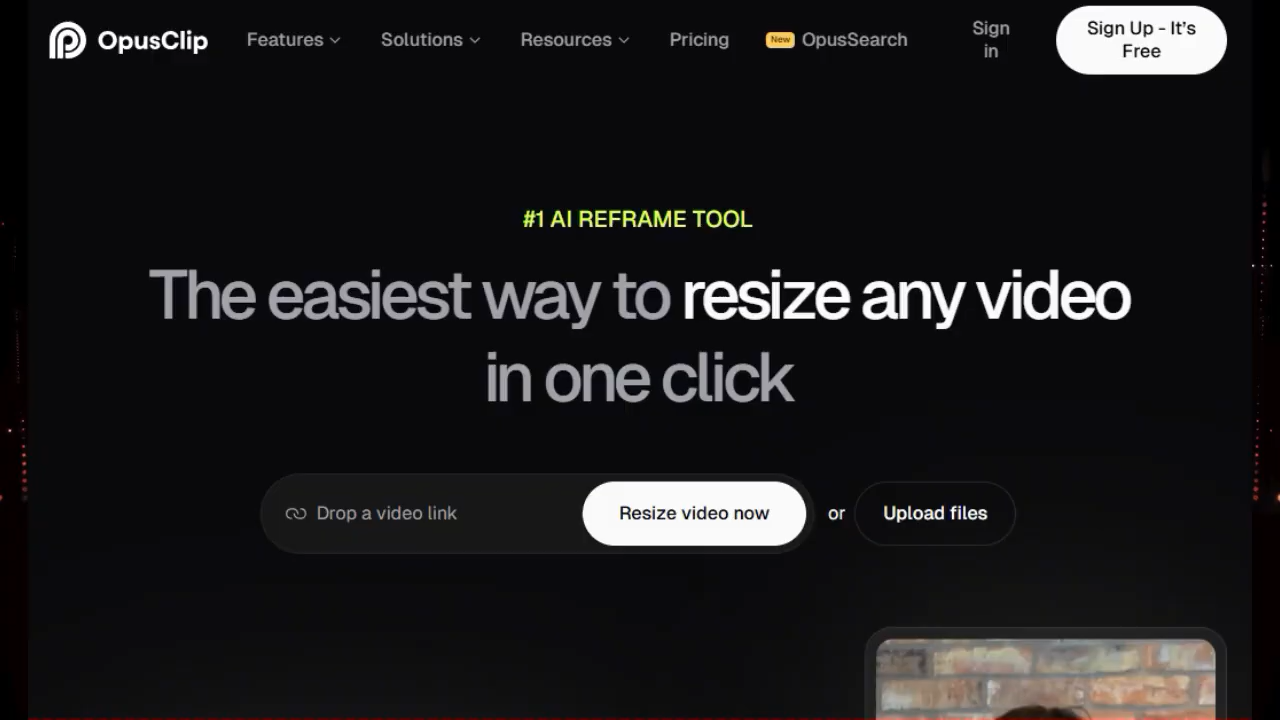 OpusClip Features Solutions Resources Pricing New OpusSearch Sign in Sign Up - It's Free
#1 AI REFRAME TOOL
The easiest way to resize any video
in one click
Drop a video link Resize video now or Upload files